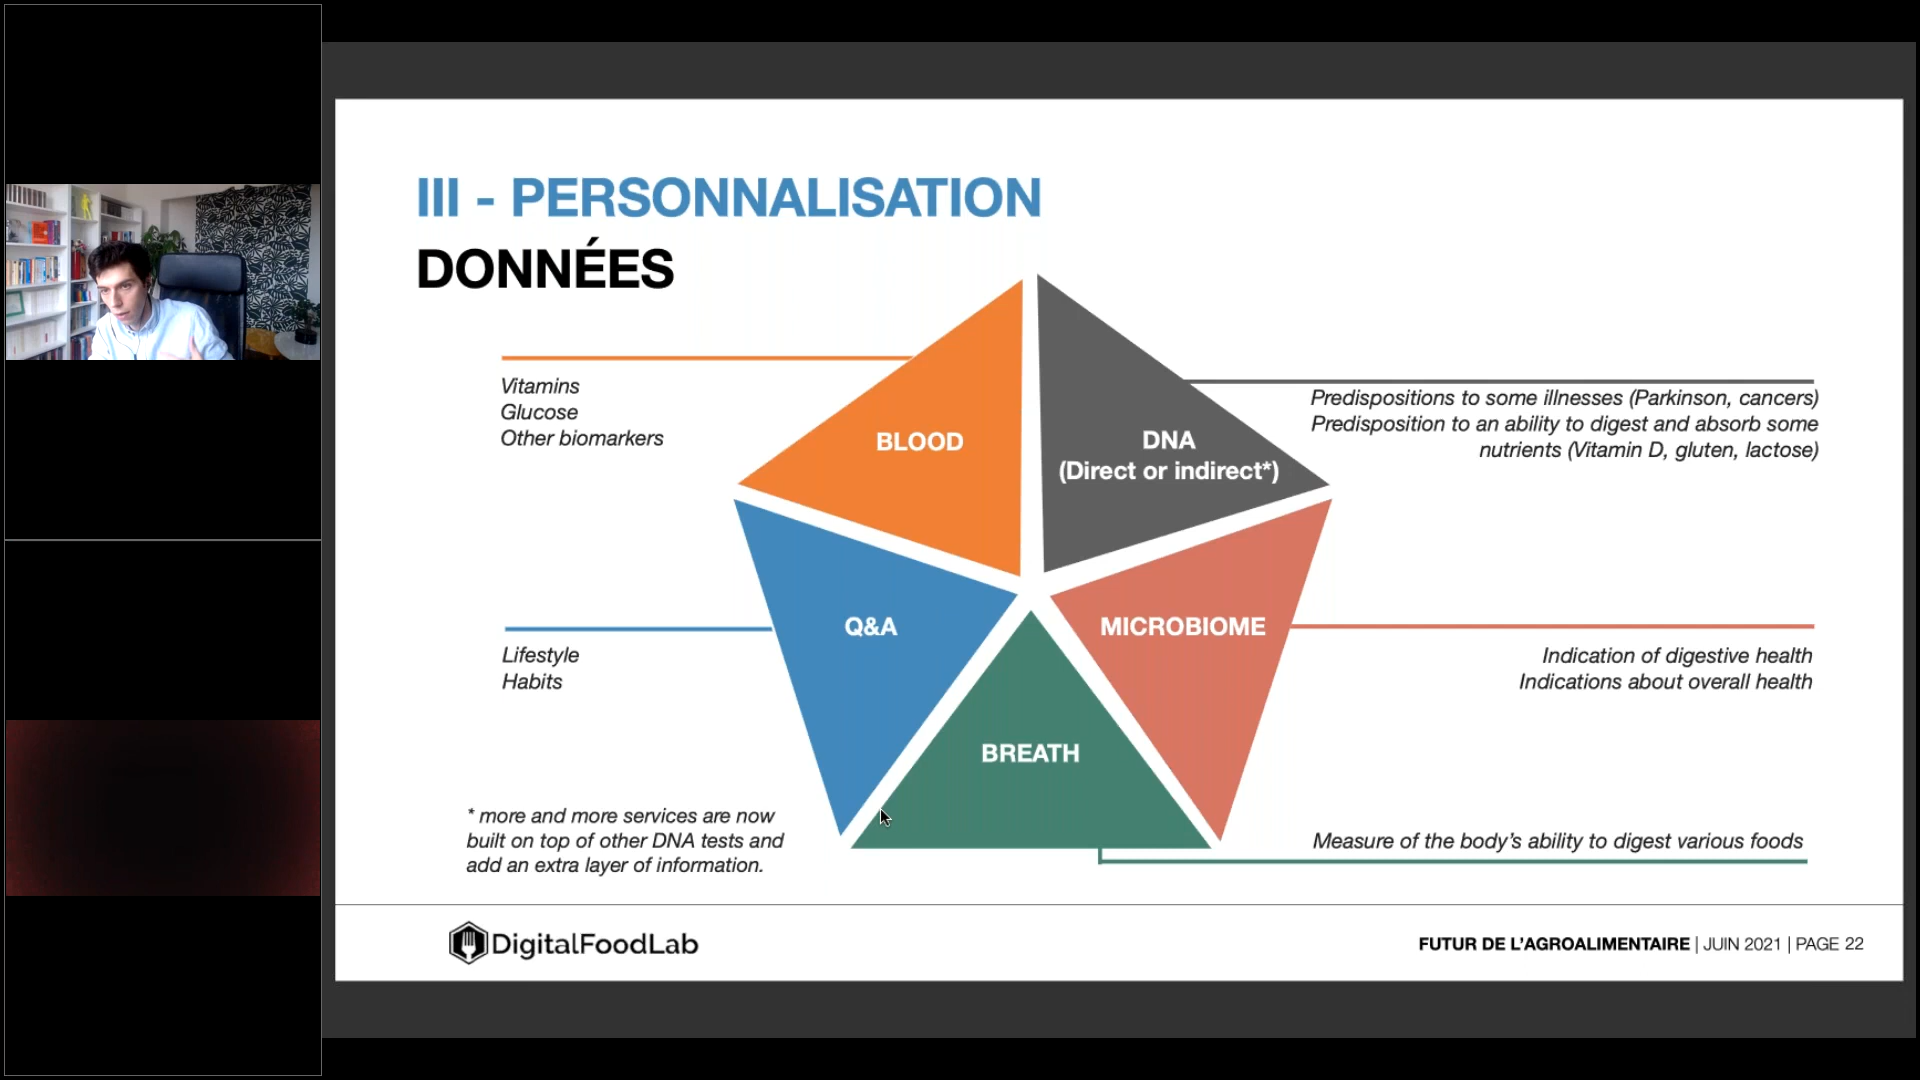 III - PERSONNALISATION
DONNÉES
Vitamins
Glucose
Other biomarkers
BLOOD
DNA
(Direct or indirect*)
Predispositions to some illnesses (Parkinson, cancers)
Predisposition to an ability to digest and absorb some
nutrients (Vitamin D, gluten, lactose)
Q&A
Lifestyle
Habits
MICROBIOME
Indication of digestive health
Indications about overall health
BREATH
Measure of the body’s ability to digest various foods
* more and more services are now
built on top of other DNA tests and
add an extra layer of information.
DigitalFoodLab
FUTUR DE L’AGROALIMENTAIRE | JUIN 2021 | PAGE 22